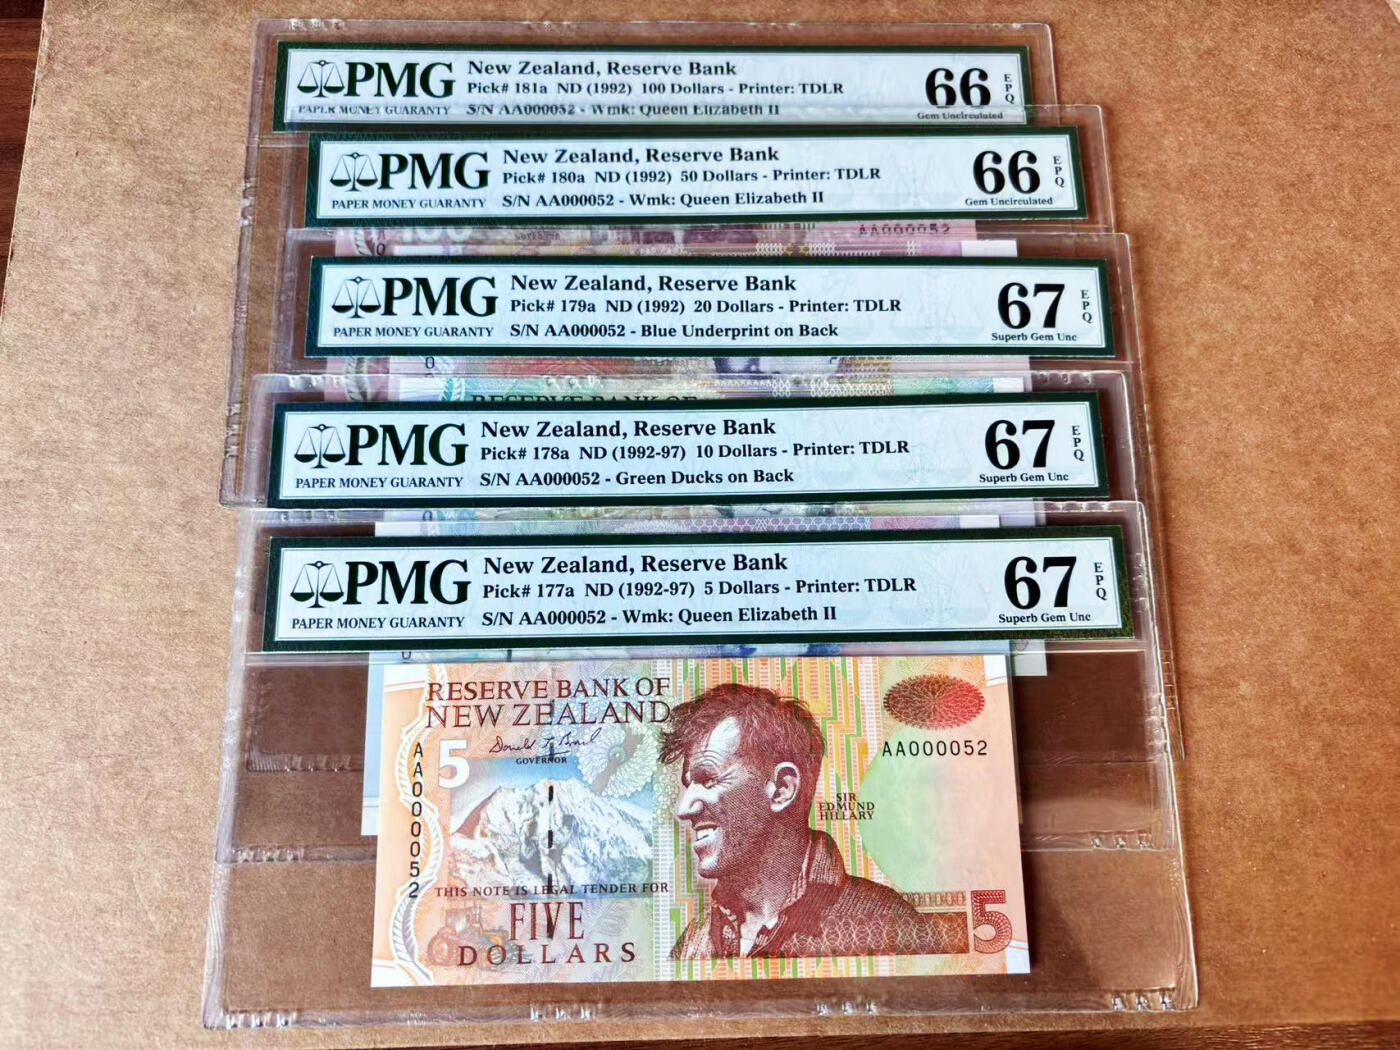 PMG
PAPER MONEY GUARANTY
New Zealand, Reserve Bank
Pick# 181a ND (1992) 100 Dollars - Printer: TDLR
S/N AA000052 - Wmk: Queen Elizabeth II
66 EPQ
Gem Uncirculated
PMG
PAPER MONEY GUARANTY
New Zealand, Reserve Bank
Pick# 180a ND (1992) 50 Dollars - Printer: TDLR
S/N AA000052 - Wmk: Queen Elizabeth II
66 EPQ
Gem Uncirculated
AA000052
PMG
PAPER MONEY GUARANTY
New Zealand, Reserve Bank
Pick# 179a ND (1992) 20 Dollars - Printer: TDLR
S/N AA000052 - Blue Underprint on Back
67 EPQ
Superb Gem Unc
RESERVE BANK OF
PMG
PAPER MONEY GUARANTY
New Zealand, Reserve Bank
Pick# 178a ND (1992-97) 10 Dollars - Printer: TDLR
S/N AA000052 - Green Ducks on Back
67 EPQ
Superb Gem Unc
PMG
PAPER MONEY GUARANTY
New Zealand, Reserve Bank
Pick# 177a ND (1992-97) 5 Dollars - Printer: TDLR
S/N AA000052 - Wmk: Queen Elizabeth II
67 EPQ
Superb Gem Unc
RESERVE BANK OF
NEW ZEALAND
5
GOVERNOR
AA000052
AA000052
SIR
EDMUND
HILLARY
THIS NOTE IS LEGAL TENDER FOR
FIVE
DOLLARS
5